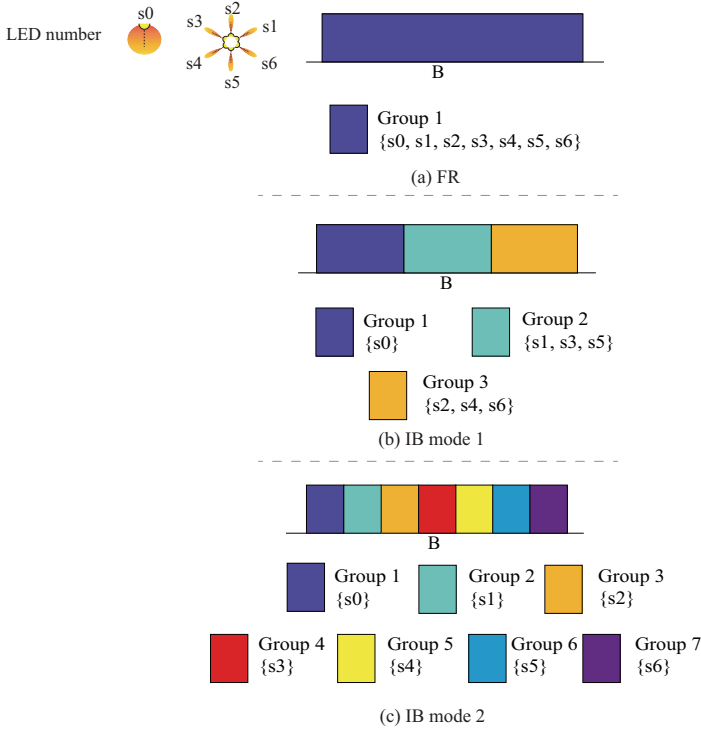 LED number
s0
s3
s2
s1
s4
s5
s6
B
Group 1
{s0, s1, s2, s3, s4, s5, s6}
(a) FR
B
Group 1
{s0}
Group 2
{s1, s3, s5}
Group 3
{s2, s4, s6}
(b) IB mode 1
B
Group 1
{s0}
Group 2
{s1}
Group 3
{s2}
Group 4
{s3}
Group 5
{s4}
Group 6
{s5}
Group 7
{s6}
(c) IB mode 2